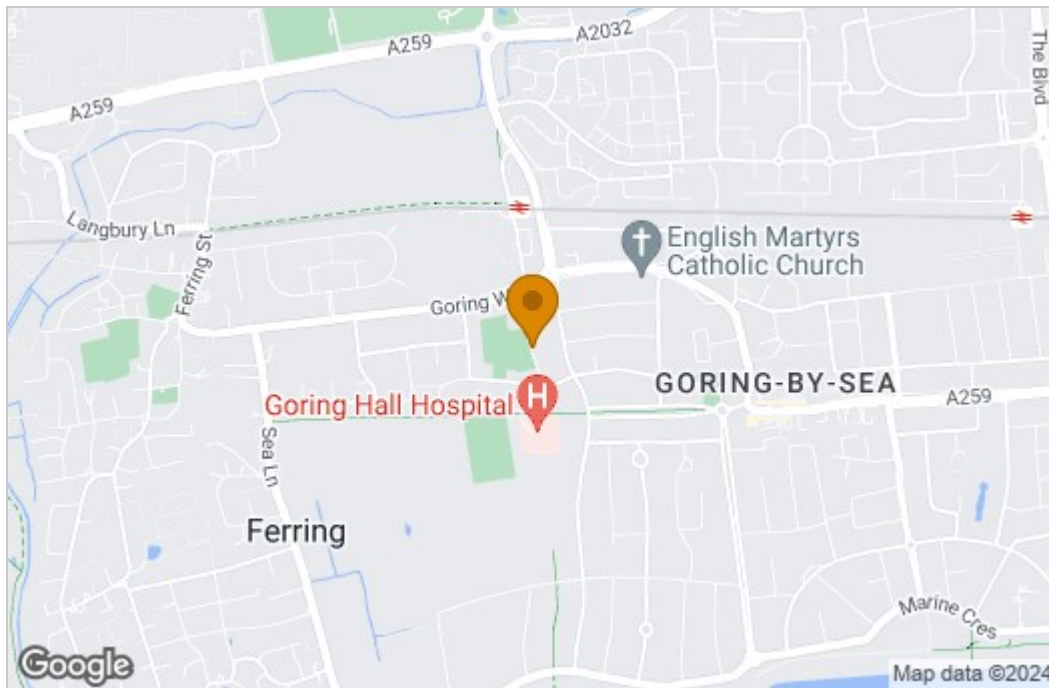 A259
A2032
The Blvd
A259
Langbury Ln
Ferring St
English Martyrs
Catholic Church
Goring W
GORING-BY-SEA
Goring Hall Hospital
H
A259
Sea Ln
Ferring
Marine Cres
Google
Map data ©2024